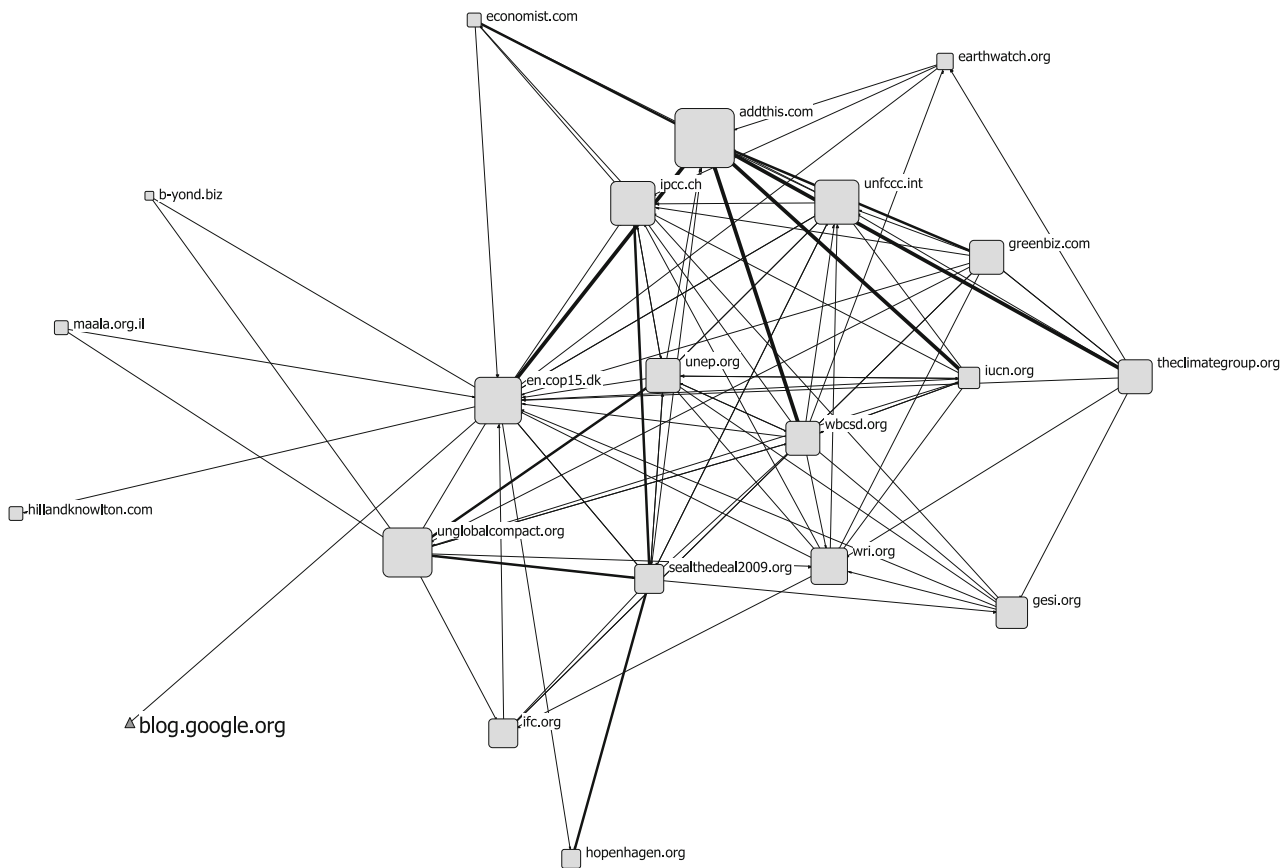 economist.com
earthwatch.org
addthis.com
ipcc.ch
unfccc.int
b-yond.biz
greenbiz.com
maala.org.il
unep.org
iucn.org
theclimategroup.org
en.cop15.dk
wbcsd.org
hillandknowlton.com
unglobalcompact.org
sealthedeal2009.org
wri.org
gesi.org
blog.google.org
ifc.org
hopenhagen.org